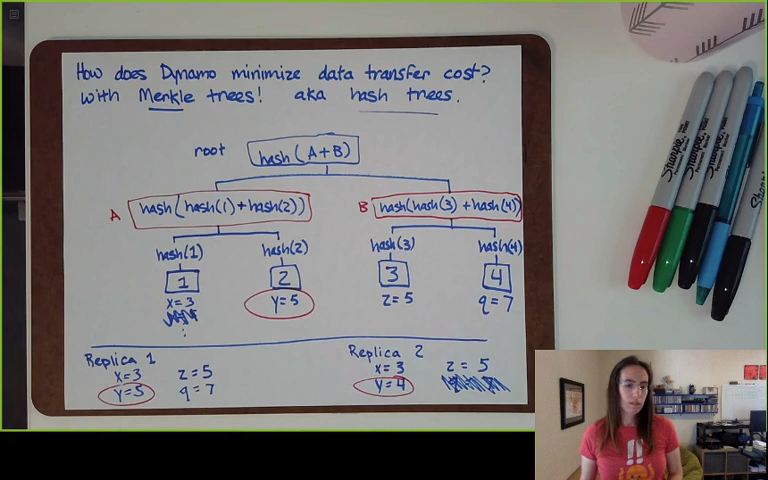 How does Dynamo minimize data transfer cost?
with Merkle trees! aka hash trees.
root hash(A+B)
A hash(hash(1)+hash(2)) B hash(hash(3)+hash(4))
hash(1) hash(2) hash(3) hash(4)
1 2 3 4
x=3 y=5 z=5 q=7
Replica 1 Replica 2
x=3 z=5 x=3 z=5
y=5 q=7 y=4
Sharpie
Sharpie
Sharpie
Sharpie
!!